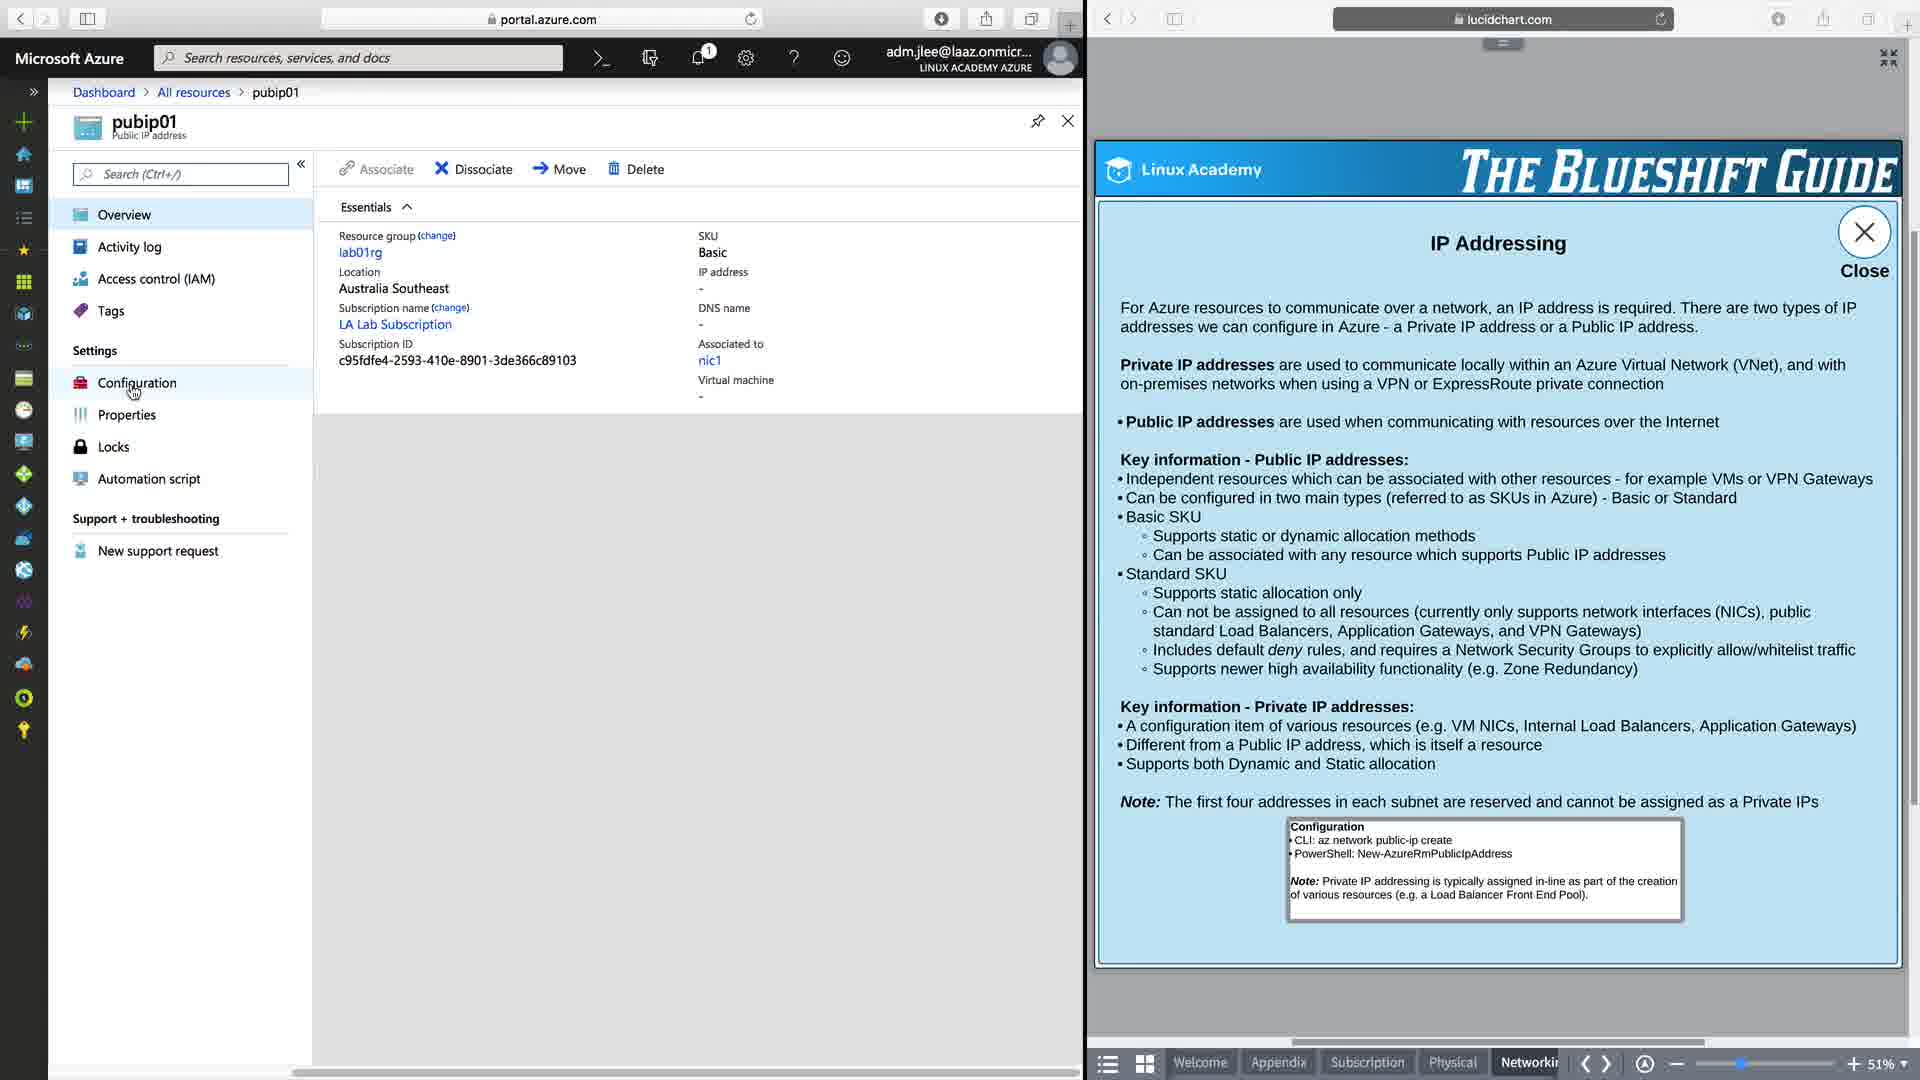 portal.azure.com
Microsoft Azure
Search resources, services, and docs
1
adm.jlee@laaz.onmicr...
LINUX ACADEMY AZURE
Dashboard > All resources > pubip01
pubip01
Public IP address
Search (Ctrl+/)
Overview
Activity log
Access control (IAM)
Tags
Settings
Configuration
Properties
Locks
Automation script
Support + troubleshooting
New support request
Associate
Dissociate
Move
Delete
Essentials
Resource group (change)
lab01rg
Location
Australia Southeast
Subscription name (change)
LA Lab Subscription
Subscription ID
c95fdfe4-2593-410e-8901-3de366c89103
SKU
Basic
IP address
-
DNS name
-
Associated to
nic1
Virtual machine
-
lucidchart.com
Linux Academy
THE BLUESHIFT GUIDE
IP Addressing
Close
For Azure resources to communicate over a network, an IP address is required. There are two types of IP
addresses we can configure in Azure - a Private IP address or a Public IP address.
Private IP addresses are used to communicate locally within an Azure Virtual Network (VNet), and with
on-premises networks when using a VPN or ExpressRoute private connection
• Public IP addresses are used when communicating with resources over the Internet
Key information - Public IP addresses:
• Independent resources which can be associated with other resources - for example VMs or VPN Gateways
• Can be configured in two main types (referred to as SKUs in Azure) - Basic or Standard
• Basic SKU
◦ Supports static or dynamic allocation methods
◦ Can be associated with any resource which supports Public IP addresses
• Standard SKU
◦ Supports static allocation only
◦ Can not be assigned to all resources (currently only supports network interfaces (NICs), public
standard Load Balancers, Application Gateways, and VPN Gateways)
◦ Includes default deny rules, and requires a Network Security Groups to explicitly allow/whitelist traffic
◦ Supports newer high availability functionality (e.g. Zone Redundancy)
Key information - Private IP addresses:
• A configuration item of various resources (e.g. VM NICs, Internal Load Balancers, Application Gateways)
• Different from a Public IP address, which is itself a resource
• Supports both Dynamic and Static allocation
Note: The first four addresses in each subnet are reserved and cannot be assigned as a Private IPs
Configuration
• CLI: az network public-ip create
• PowerShell: New-AzureRmPublicIpAddress
Note: Private IP addressing is typically assigned in-line as part of the creation
of various resources (e.g. a Load Balancer Front End Pool).
Welcome
Appendix
Subscription
Physical
Networkin
51%